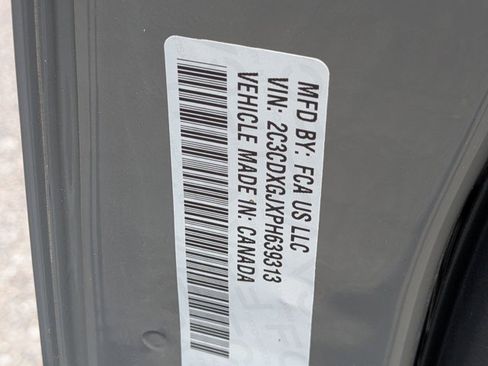 MFD BY: FCA US LLC
VIN: 2C3CDXGJXPH639313
VEHICLE MADE IN: CANADA